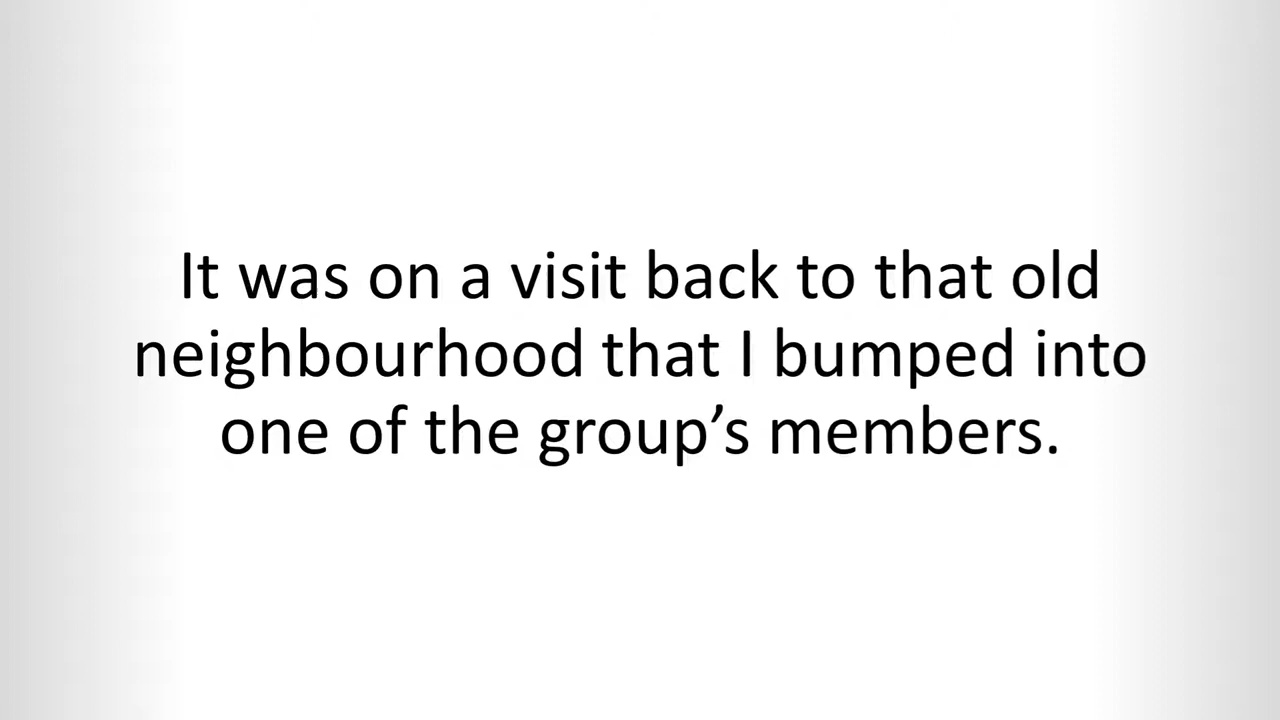 It was on a visit back to that old
neighbourhood that I bumped into
one of the group’s members.